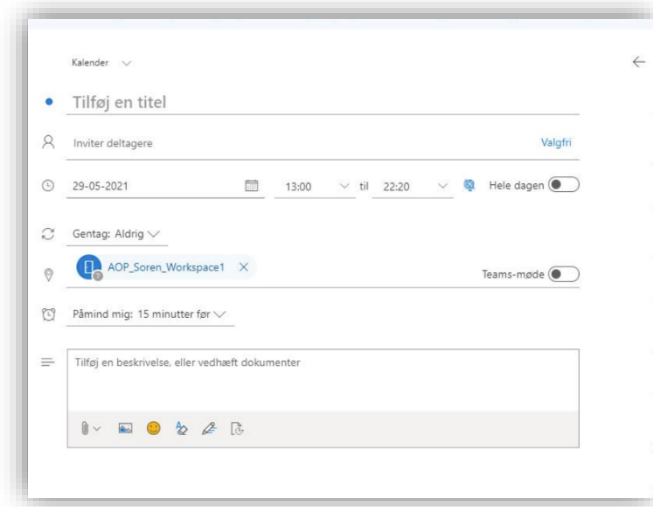 Kalender
Tilføj en titel
Inviter deltagere Valgfri
29-05-2021 13:00 til 22:20 Hele dagen
Gentag: Aldrig
AOP_Soren_Workspace1 Teams-møde
Påmind mig: 15 minutter før
Tilføj en beskrivelse, eller vedhæft dokumenter